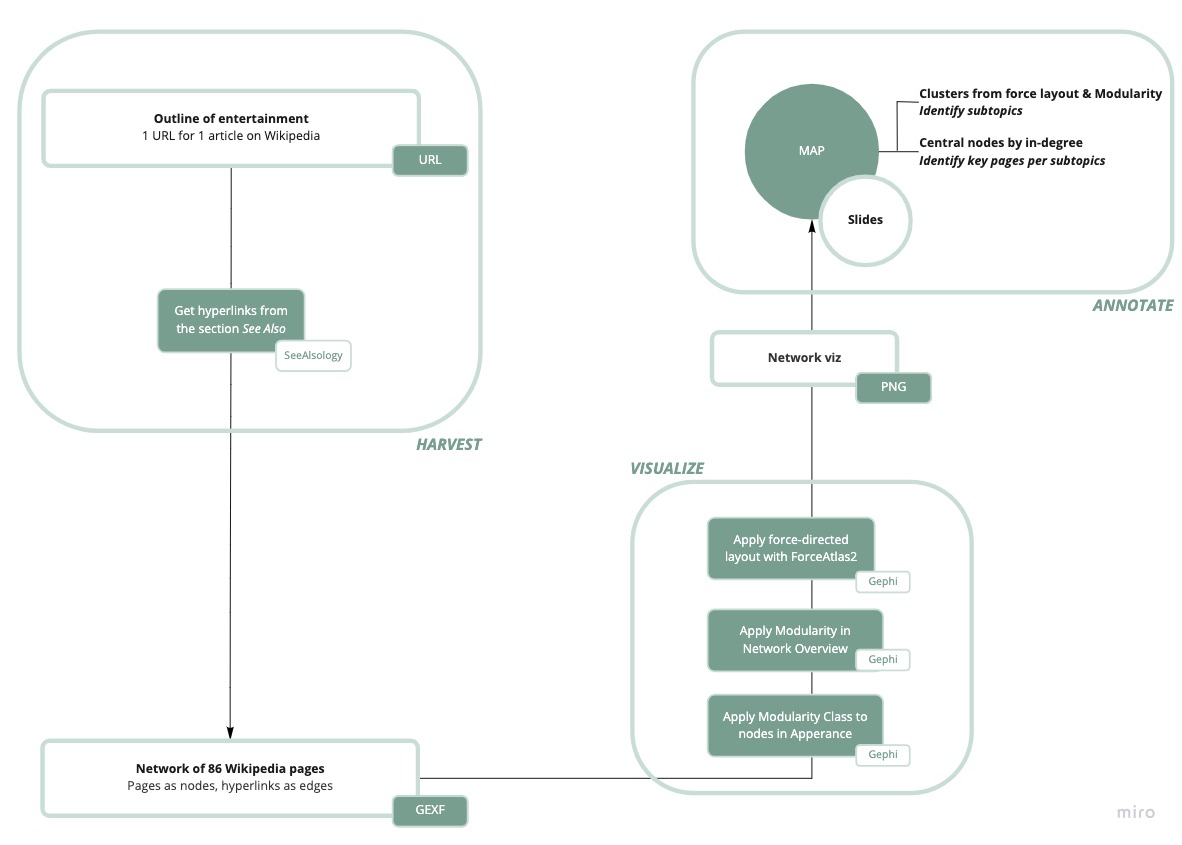 Outline of entertainment
1 URL for 1 article on Wikipedia
URL
Get hyperlinks from
the section See Also
SeeAlsology
HARVEST
Network of 86 Wikipedia pages
Pages as nodes, hyperlinks as edges
GEXF
MAP
Slides
Clusters from force layout & Modularity
Identify subtopics
Central nodes by in-degree
Identify key pages per subtopics
ANNOTATE
Network viz
PNG
VISUALIZE
Apply force-directed
layout with ForceAtlas2
Gephi
Apply Modularity in
Network Overview
Gephi
Apply Modularity Class to
nodes in Apperance
Gephi
miro